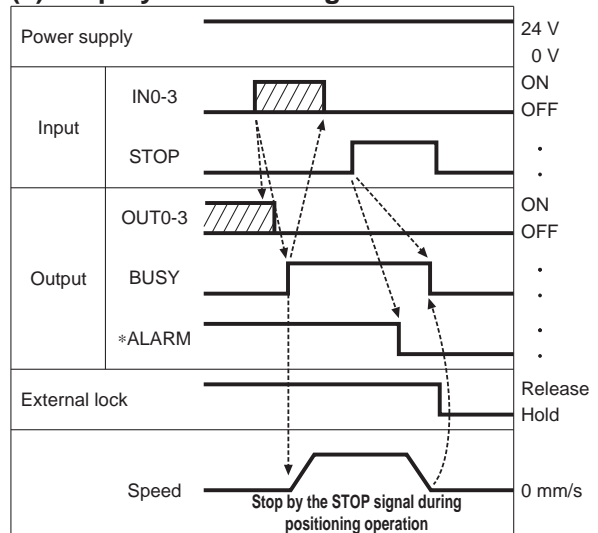 Power supply
24 V
0 V
Input
IN0-3
ON
OFF
STOP
Output
OUT0-3
ON
OFF
BUSY
*ALARM
External lock
Release
Hold
Speed
0 mm/s
Stop by the STOP signal during
positioning operation